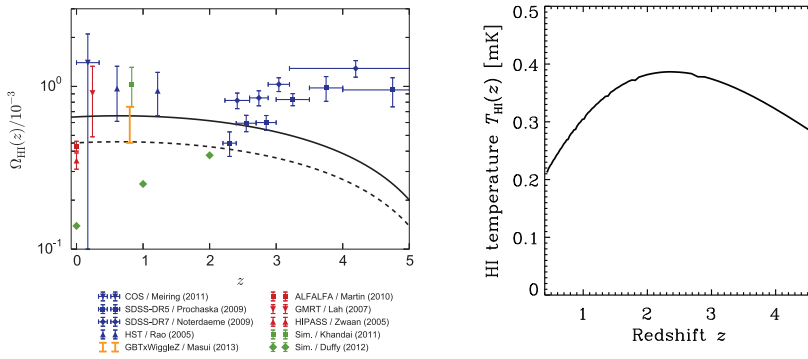 Ω_HI(z)/10⁻³
10⁰
10⁻¹
0 1 2 3 4 5
z
COS / Meiring (2011)
SDSS-DR5 / Prochaska (2009)
SDSS-DR7 / Noterdaeme (2009)
HST / Rao (2005)
GBTxWiggleZ / Masui (2013)
ALFALFA / Martin (2010)
GMRT / Lah (2007)
HIPASS / Zwaan (2005)
Sim. / Khandai (2011)
Sim. / Duffy (2012)
HI temperature T_HI(z) [mK]
0.5
0.4
0.3
0.2
0.1
0
1 2 3 4
Redshift z